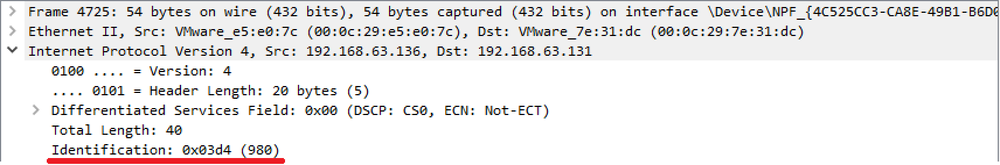 Frame 4725: 54 bytes on wire (432 bits), 54 bytes captured (432 bits) on interface \Device\NPF_{4C525CC3-CA8E-49B1-B6D0
Ethernet II, Src: VMware_e5:e0:7c (00:0c:29:e5:e0:7c), Dst: VMware_7e:31:dc (00:0c:29:7e:31:dc)
Internet Protocol Version 4, Src: 192.168.63.136, Dst: 192.168.63.131
0100 .... = Version: 4
.... 0101 = Header Length: 20 bytes (5)
Differentiated Services Field: 0x00 (DSCP: CS0, ECN: Not-ECT)
Total Length: 40
Identification: 0x03d4 (980)